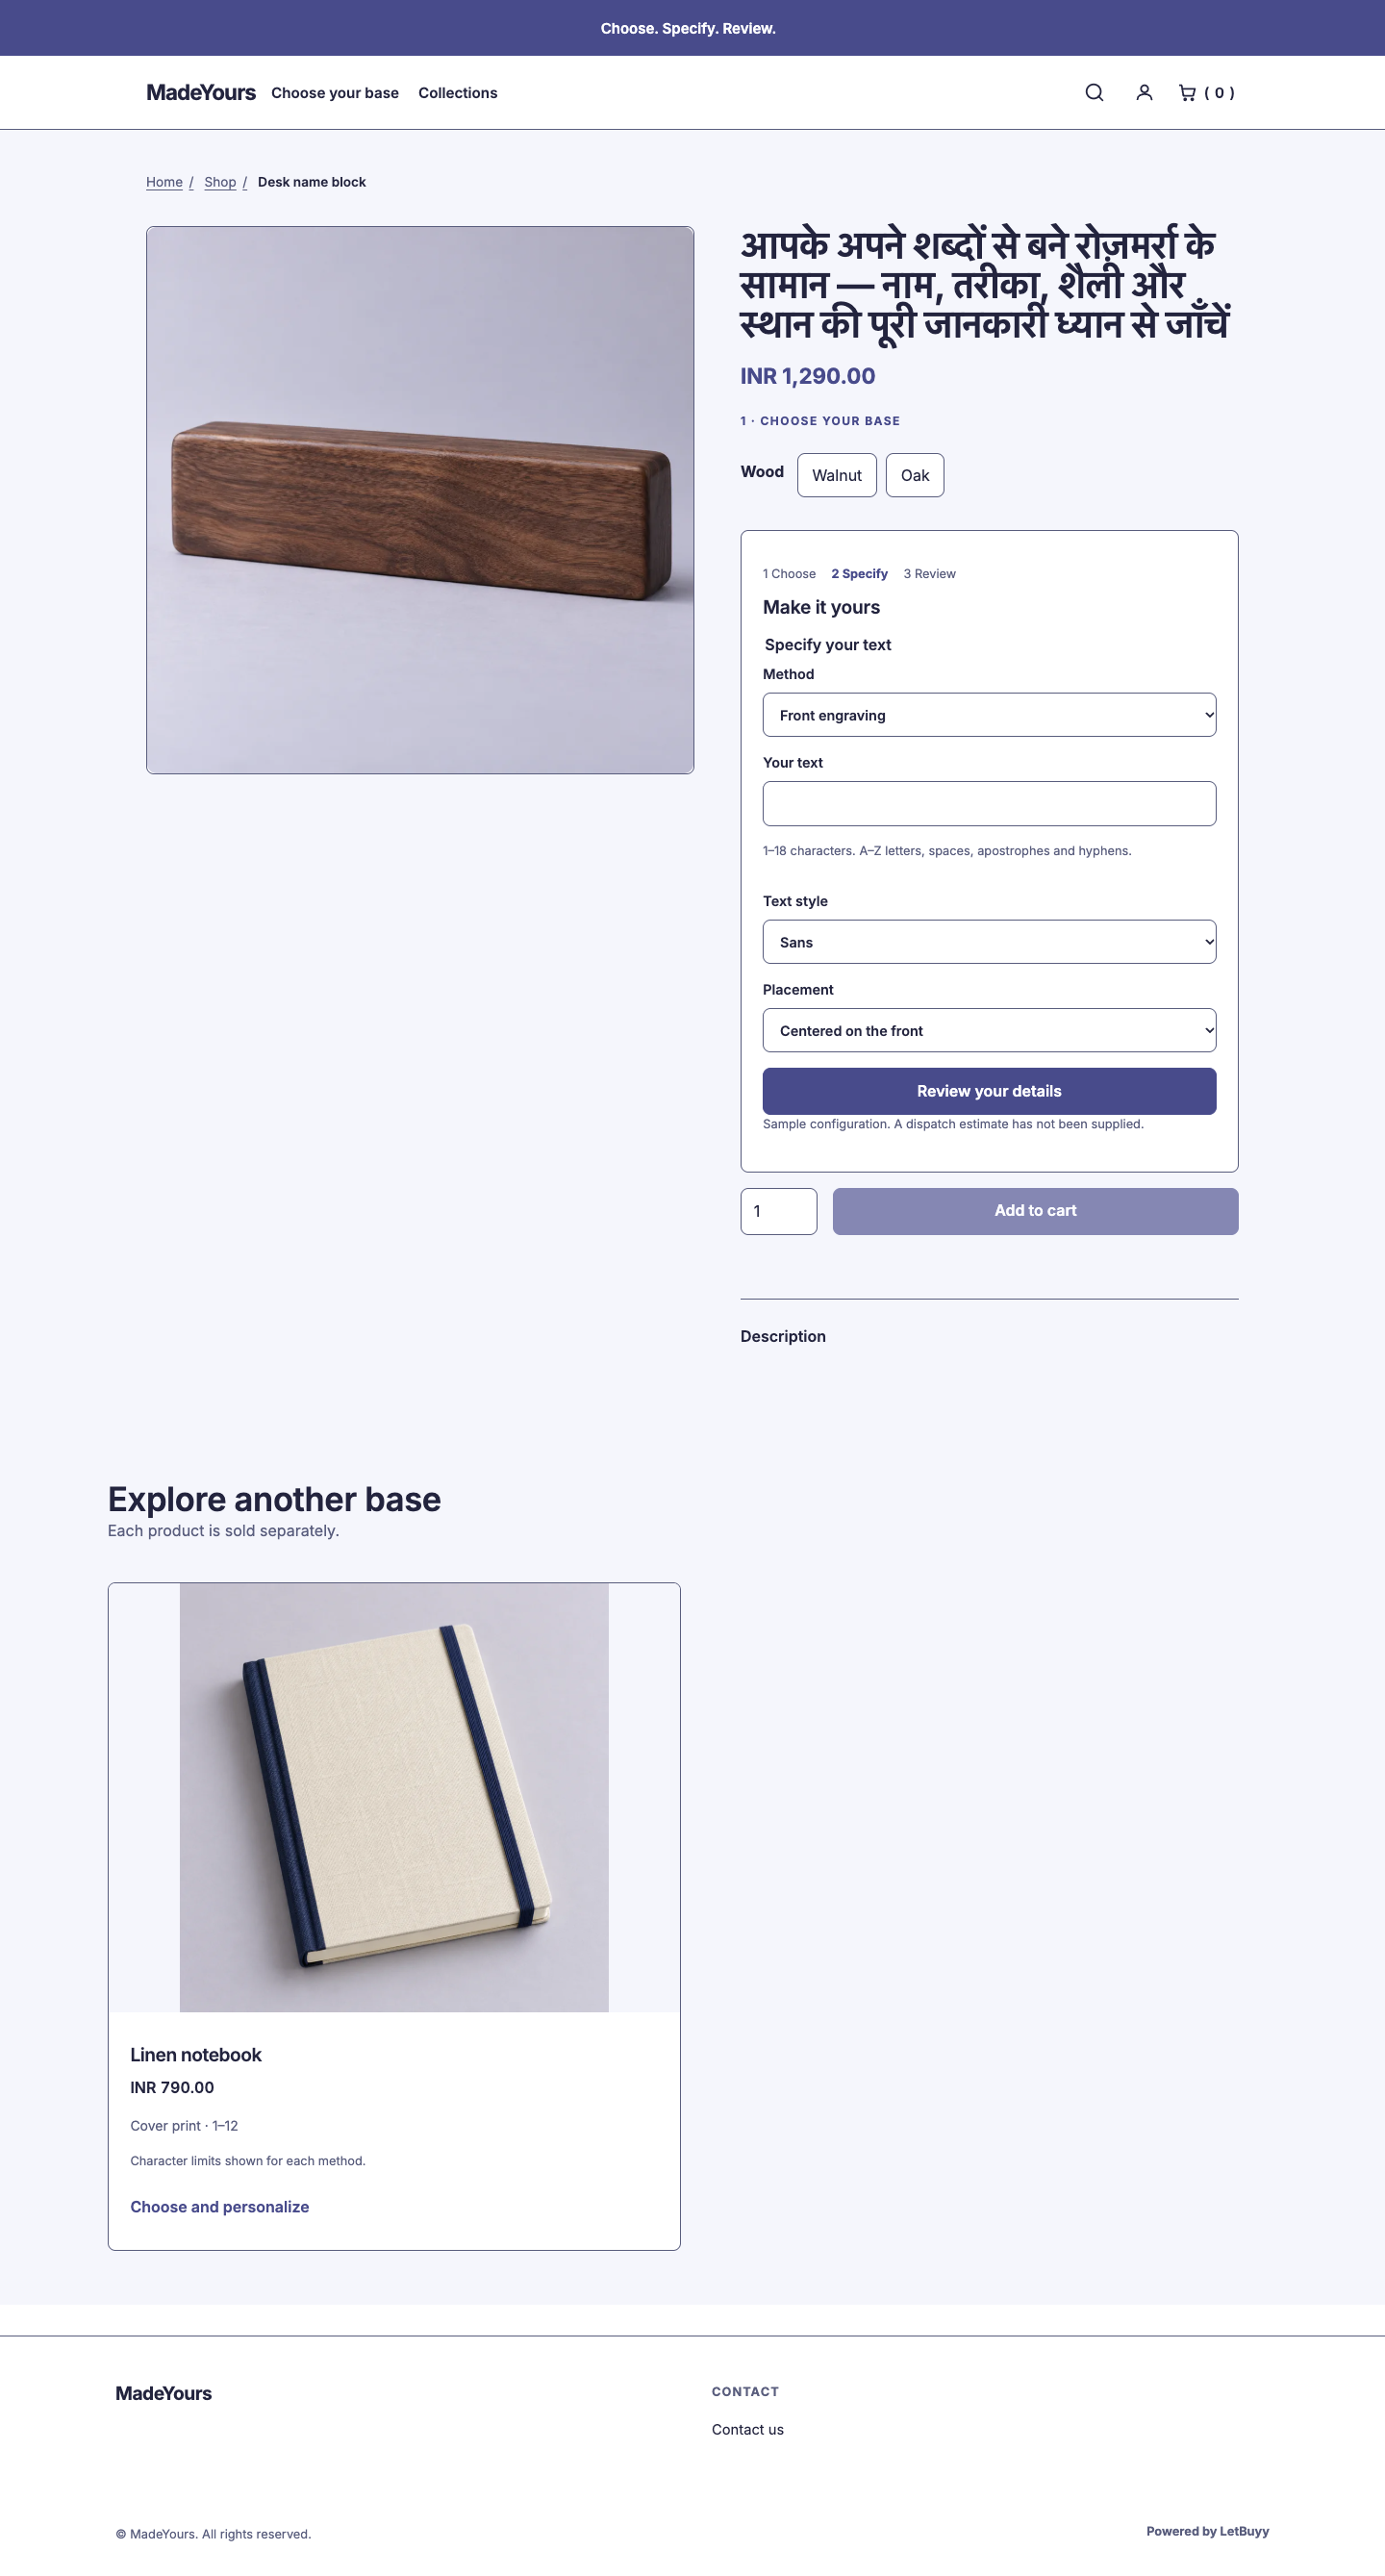 Choose. Specify. Review.
MadeYours Choose your base Collections ( 0 )
Home / Shop / Desk name block
आपके अपने शब्दों से बने रोज़मर्रा के
सामान — नाम, तरीका, शैली और
स्थान की पूरी जानकारी ध्यान से जाँचें
INR 1,290.00
1 · CHOOSE YOUR BASE
Wood Walnut Oak
1 Choose 2 Specify 3 Review
Make it yours
Specify your text
Method
Front engraving
Your text
1–18 characters. A–Z letters, spaces, apostrophes and hyphens.
Text style
Sans
Placement
Centered on the front
Review your details
Sample configuration. A dispatch estimate has not been supplied.
1 Add to cart
Description
Explore another base
Each product is sold separately.
Linen notebook
INR 790.00
Cover print · 1–12
Character limits shown for each method.
Choose and personalize
MadeYours
CONTACT
Contact us
© MadeYours. All rights reserved.
Powered by LetBuyy